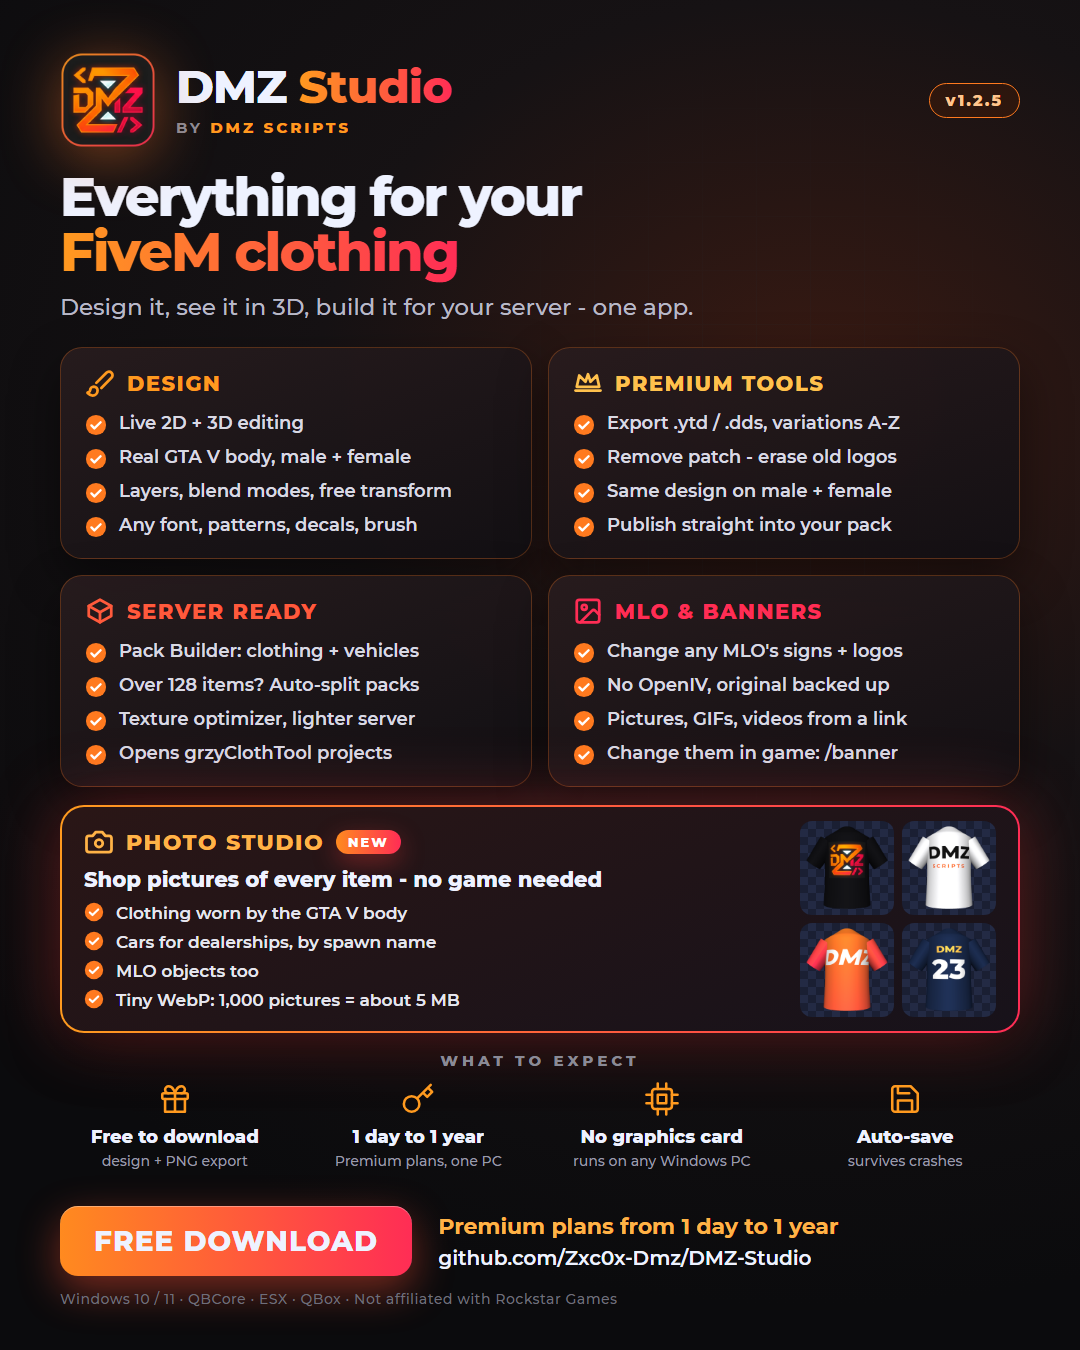 DMZ
</>
DMZ Studio
BY DMZ SCRIPTS
v1.2.5
Everything for your
FiveM clothing
Design it, see it in 3D, build it for your server - one app.
DESIGN
Live 2D + 3D editing
Real GTA V body, male + female
Layers, blend modes, free transform
Any font, patterns, decals, brush
PREMIUM TOOLS
Export .ytd / .dds, variations A-Z
Remove patch - erase old logos
Same design on male + female
Publish straight into your pack
SERVER READY
Pack Builder: clothing + vehicles
Over 128 items? Auto-split packs
Texture optimizer, lighter server
Opens grzyClothTool projects
MLO & BANNERS
Change any MLO's signs + logos
No OpenIV, original backed up
Pictures, GIFs, videos from a link
Change them in game: /banner
PHOTO STUDIO NEW
Shop pictures of every item - no game needed
Clothing worn by the GTA V body
Cars for dealerships, by spawn name
MLO objects too
Tiny WebP: 1,000 pictures = about 5 MB
DMZ
DMZ
SCRIPTS
DMZ
DMZ
23
WHAT TO EXPECT
Free to download
design + PNG export
1 day to 1 year
Premium plans, one PC
No graphics card
runs on any Windows PC
Auto-save
survives crashes
FREE DOWNLOAD
Premium plans from 1 day to 1 year
github.com/Zxc0x-Dmz/DMZ-Studio
Windows 10 / 11 · QBCore · ESX · QBox · Not affiliated with Rockstar Games